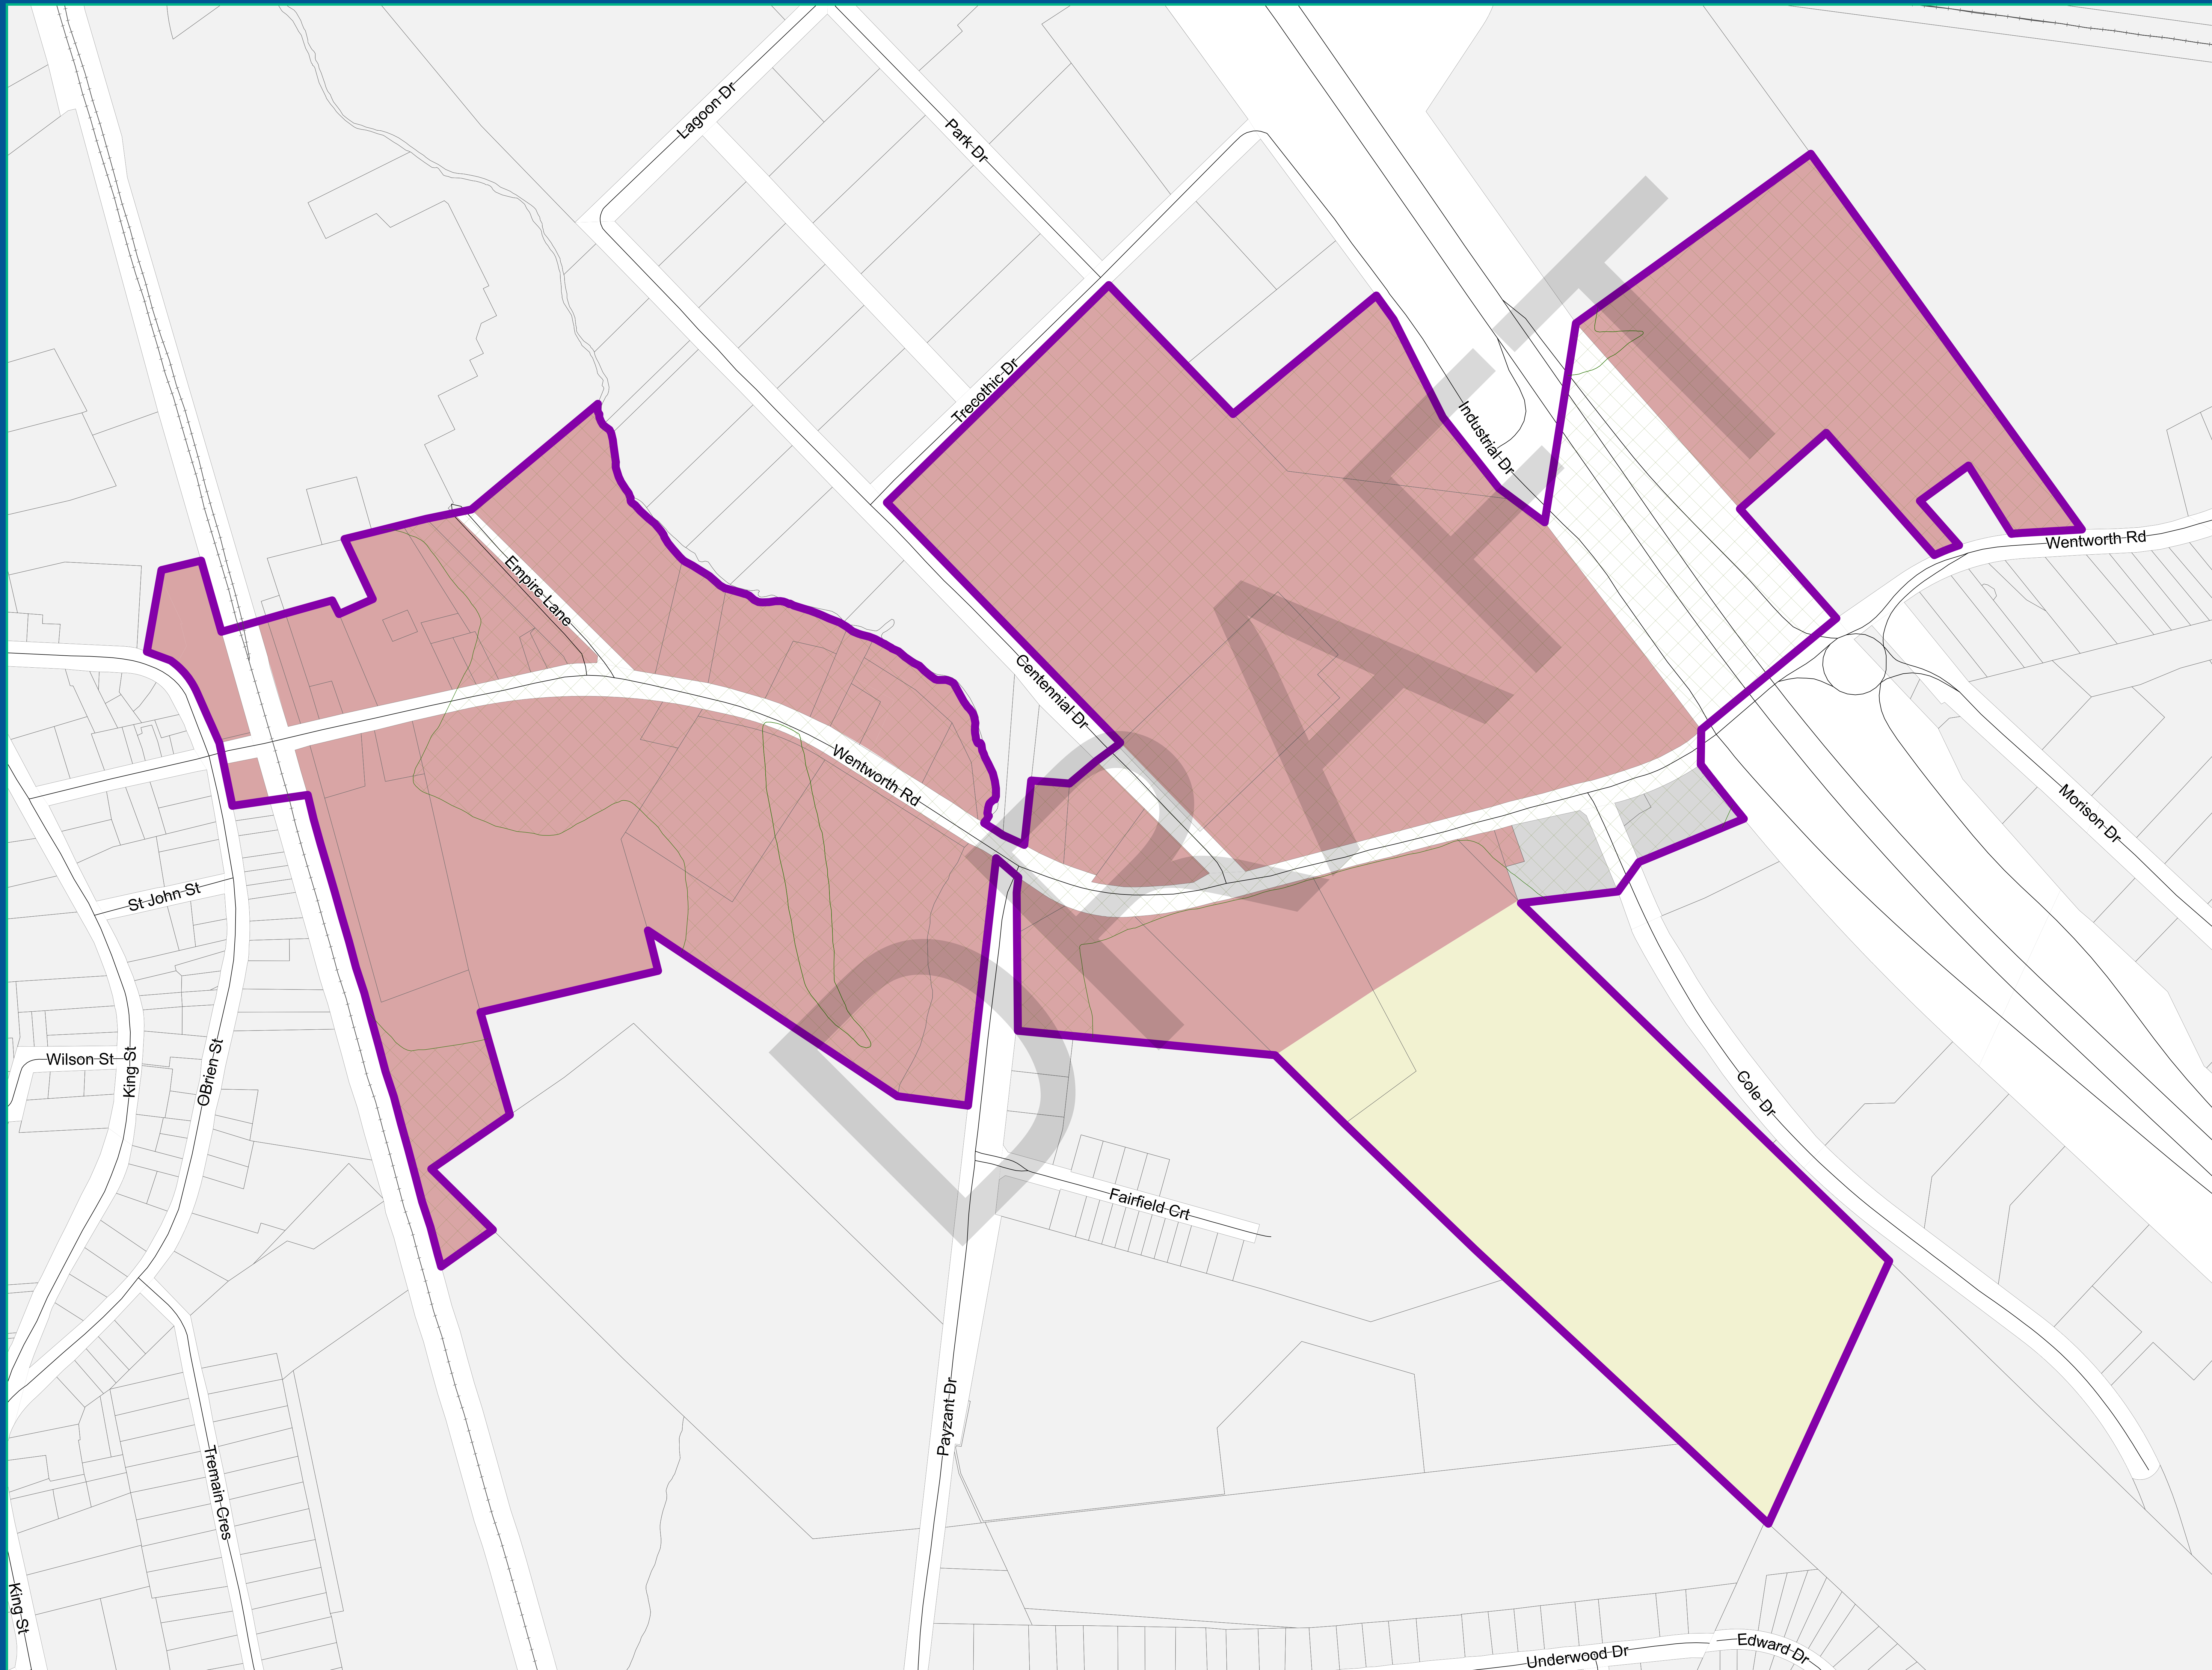 Lagoon Dr
Park Dr
Trecothic Dr
Industrial Dr
Wentworth Rd
Empire Lane
Centennial Dr
Wentworth Rd
Morison Dr
St John St
Wilson St
King St
OBrien St
Cole Dr
Fairfield Crt
Payzant Dr
Tremain Cres
King St
Underwood Dr
Edward Dr
DRAFT